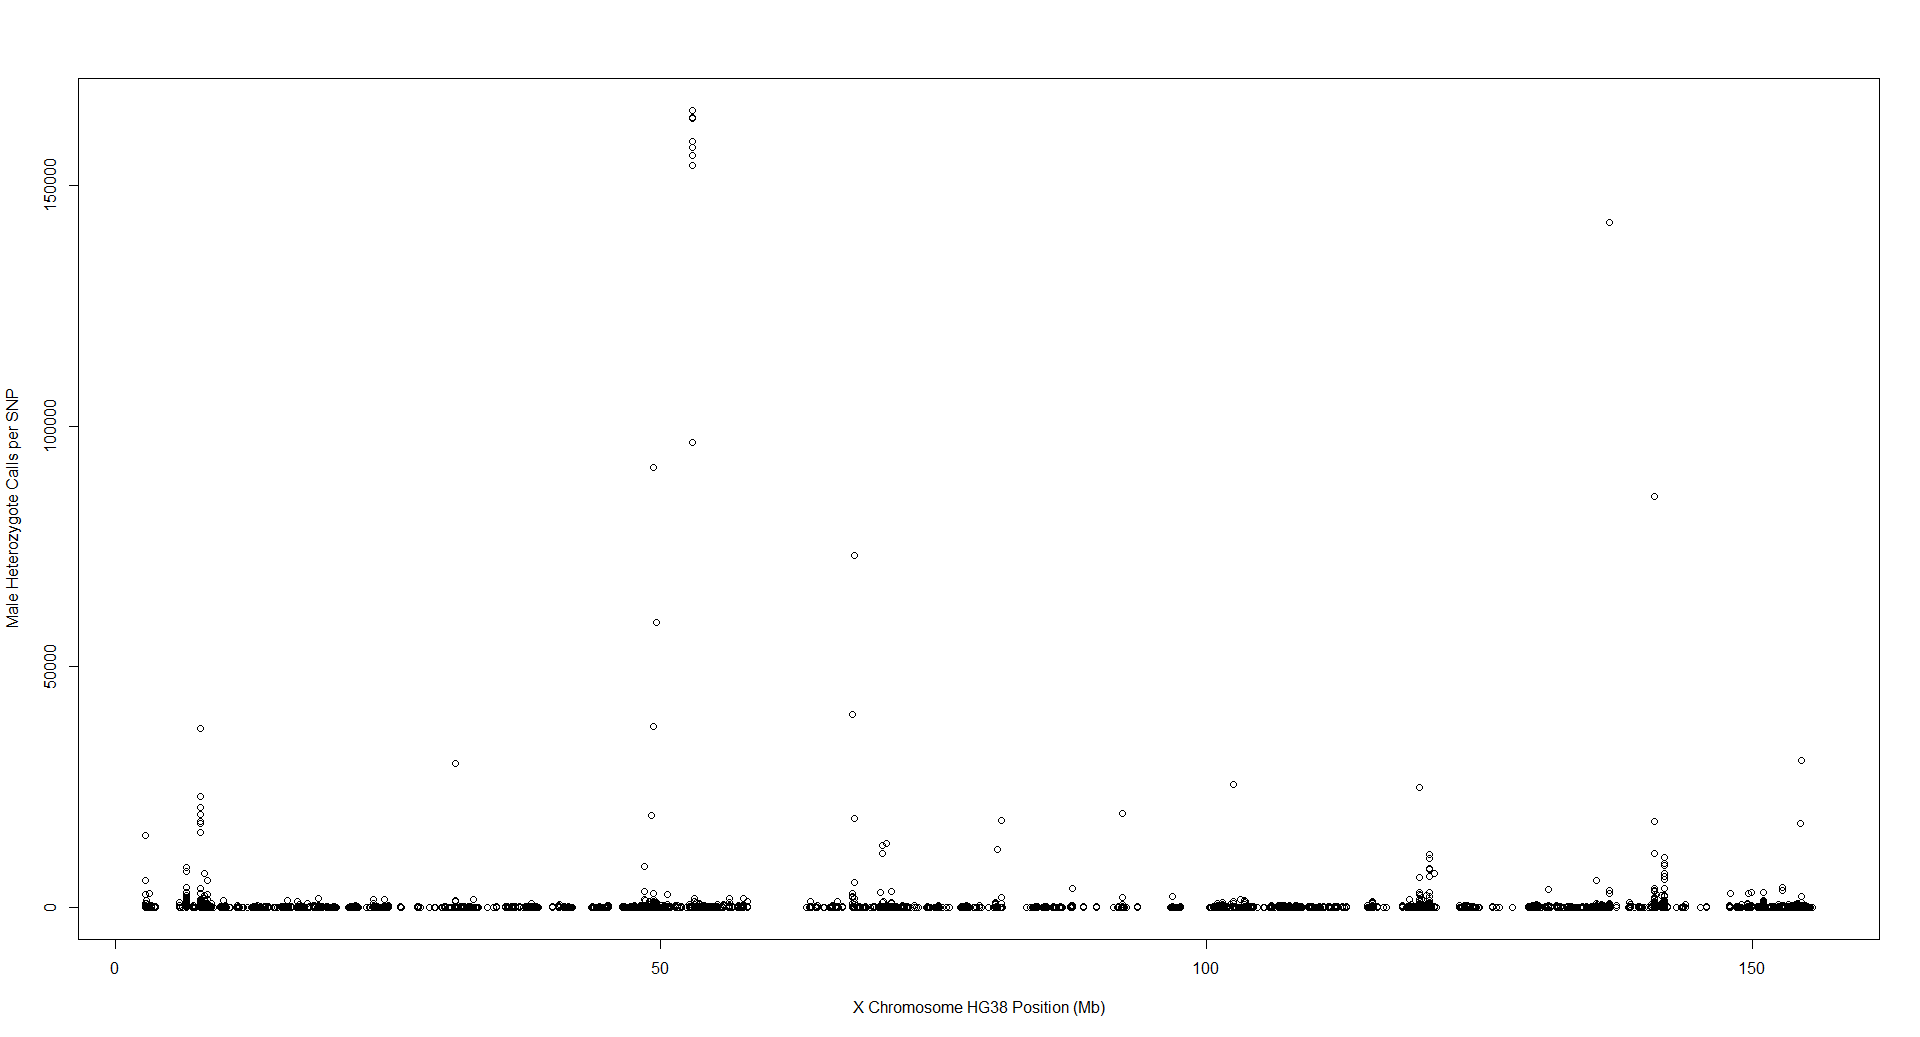 Male Heterozygote Calls per SNP
150000
100000
50000
0
0 50 100 150
X Chromosome HG38 Position (Mb)